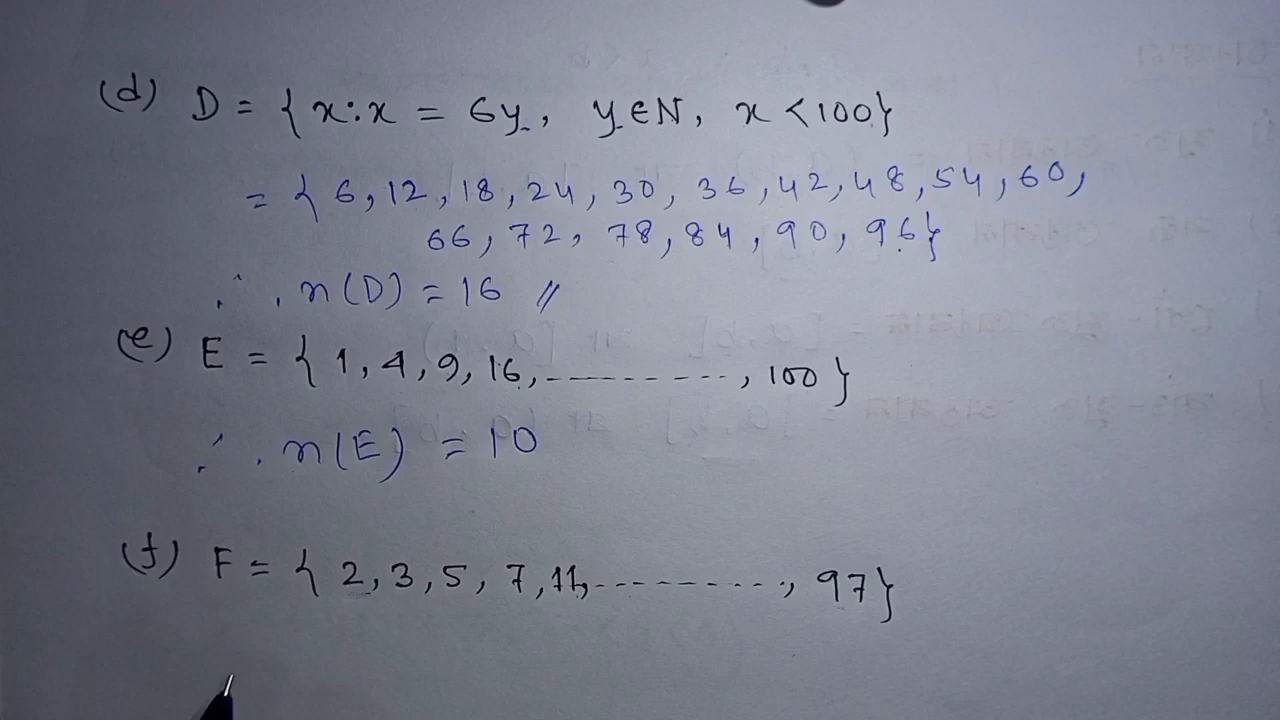 (d) D = { x : x = 6y, y ∈ N, x < 100}
= { 6, 12, 18, 24, 30, 36, 42, 48, 54, 60,
66, 72, 78, 84, 90, 96}
∴ n(D) = 16 //
(e) E = { 1, 4, 9, 16, ----------, 100 }
∴ n(E) = 10
(f) F = { 2, 3, 5, 7, 11, ----------, 97}